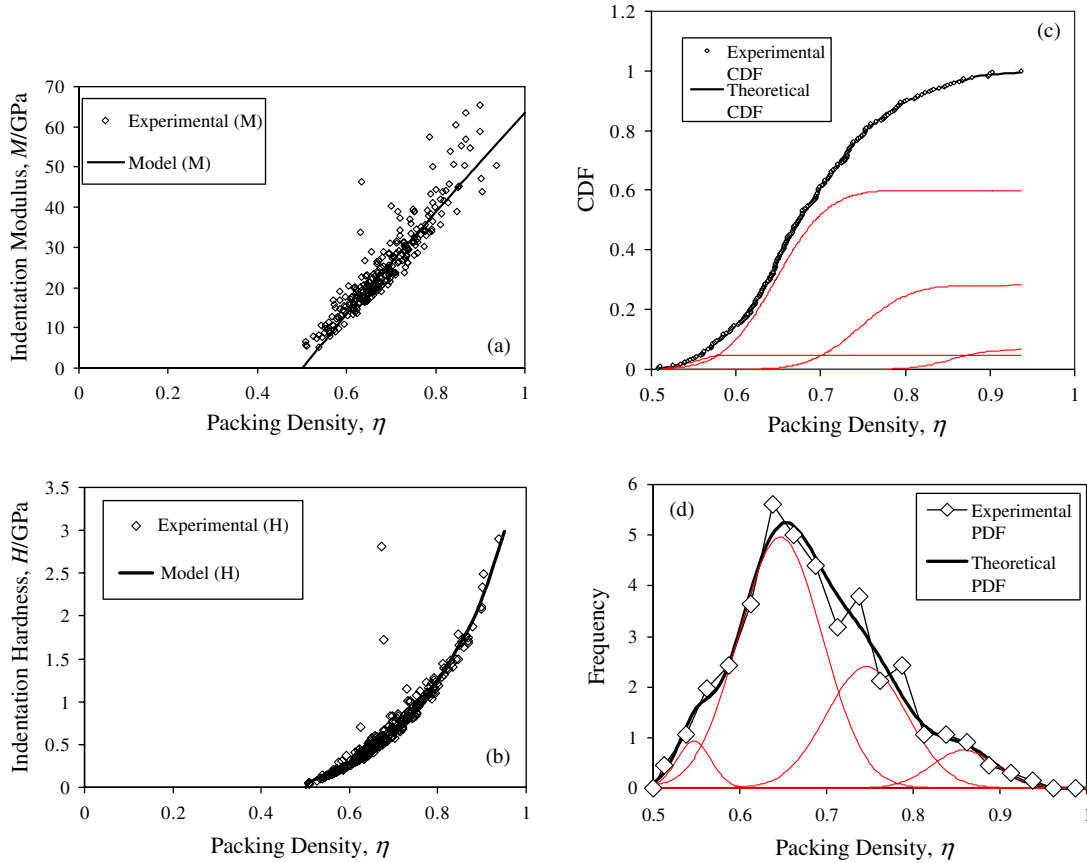 70
60
50
40
30
20
10
0
0
0.2
0.4
0.6
0.8
1
Indentation Modulus, M/GPa
Experimental (M)
Model (M)
(a)
Packing Density, η
(c)
Experimental
CDF
Theoretical
CDF
1.2
1
0.8
0.6
0.4
0.2
0
0.5
0.6
0.7
0.8
0.9
1
CDF
Packing Density, η
3.5
3
2.5
2
1.5
1
0.5
0
0
0.2
0.4
0.6
0.8
1
Indentation Hardness, H/GPa
Experimental (H)
Model (H)
(b)
Packing Density, η
(d)
Experimental
PDF
Theoretical
PDF
6
5
4
3
2
1
0
0.5
0.6
0.7
0.8
0.9
1
Frequency
Packing Density, η